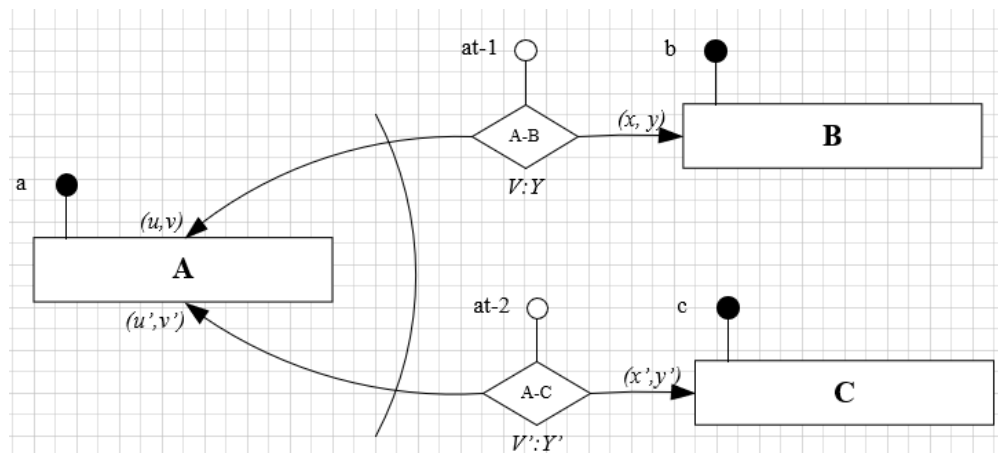 at-1
b
A-B
(x, y)
B
V:Y
a
(u,v)
A
(u’,v’)
at-2
c
A-C
(x’,y’)
C
V’:Y’